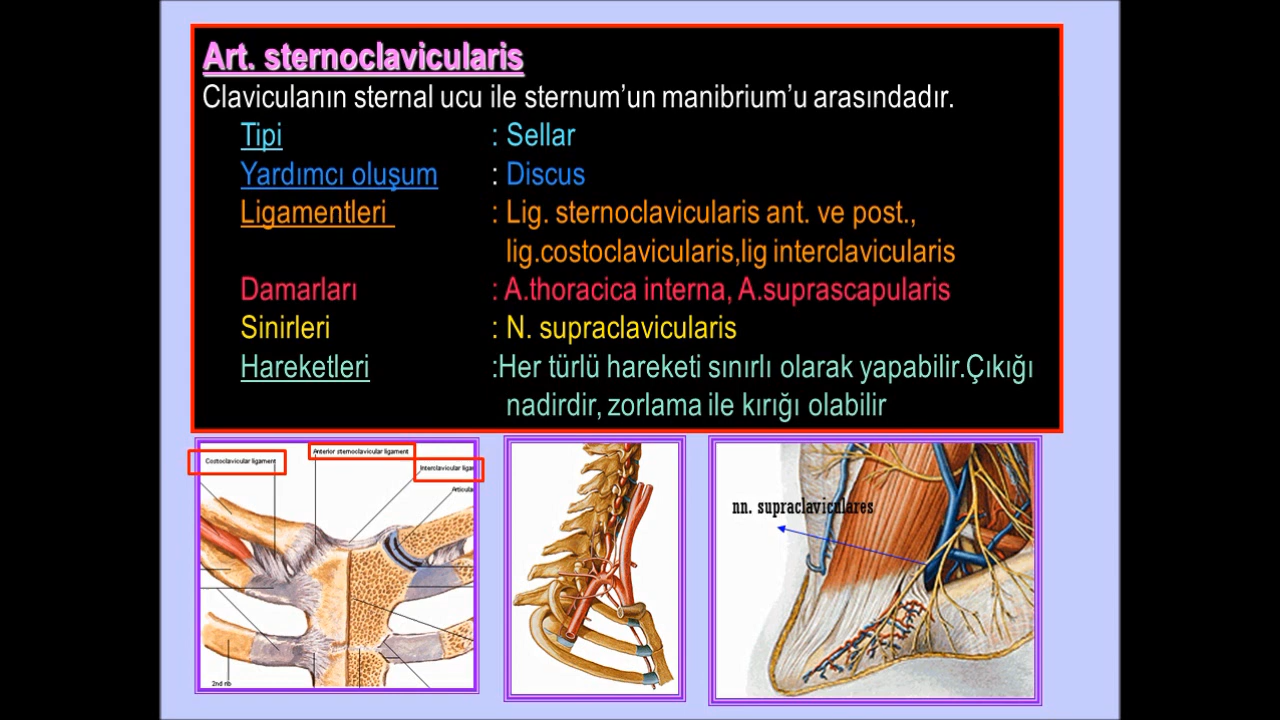 Art. sternoclavicularis
Claviculanın sternal ucu ile sternum’un manibrium’u arasındadır.
Tipi : Sellar
Yardımcı oluşum : Discus
Ligamentleri : Lig. sternoclavicularis ant. ve post.,
lig.costoclavicularis,lig interclavicularis
Damarları : A.thoracica interna, A.suprascapularis
Sinirleri : N. supraclavicularis
Hareketleri :Her türlü hareketi sınırlı olarak yapabilir.Çıkığı
nadirdir, zorlama ile kırığı olabilir
Anterior sternoclavicular ligament
Costoclavicular ligament
Interclavicular liga
Articula
2nd rib
nn. supraclaviculares